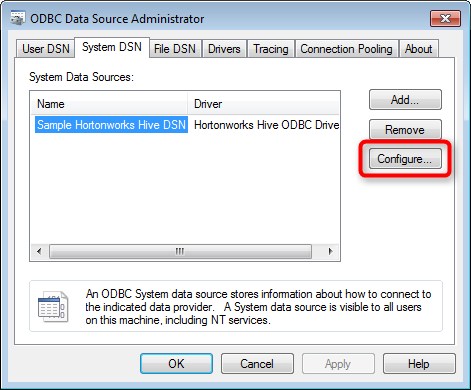 ODBC Data Source Administrator
User DSN System DSN File DSN Drivers Tracing Connection Pooling About
System Data Sources:
Name Driver
Sample Hortonworks Hive DSN Hortonworks Hive ODBC Drive
Add...
Remove
Configure...
An ODBC System data source stores information about how to connect to
the indicated data provider. A System data source is visible to all users
on this machine, including NT services.
OK Cancel Apply Help